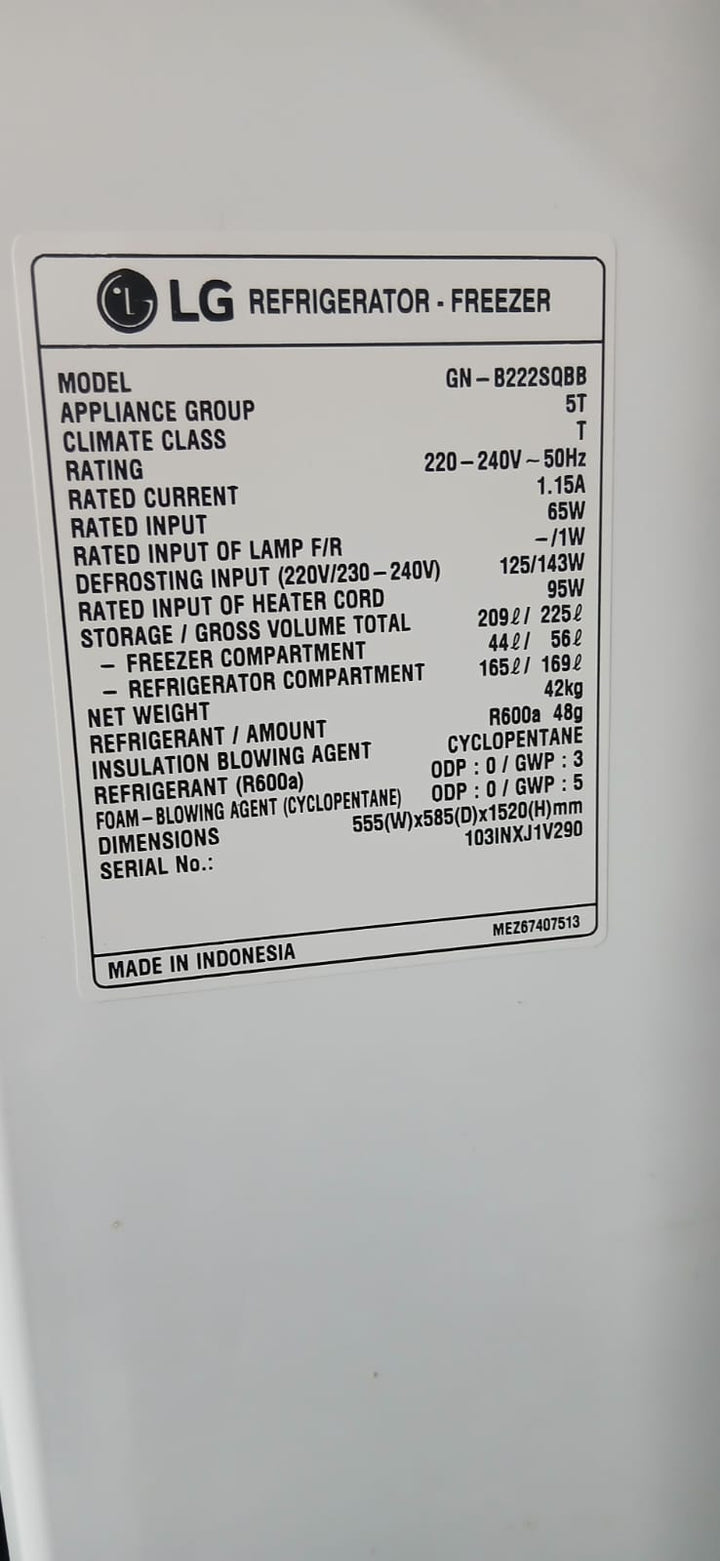 LG REFRIGERATOR - FREEZER
MODEL GN-B222SQBB
APPLIANCE GROUP 5T
CLIMATE CLASS T
RATING 220-240V~50Hz
RATED CURRENT 1.15A
RATED INPUT 65W
RATED INPUT OF LAMP F/R -/1W
DEFROSTING INPUT (220V/230-240V) 125/143W
RATED INPUT OF HEATER CORD 95W
STORAGE / GROSS VOLUME TOTAL 209ℓ/ 225ℓ
- FREEZER COMPARTMENT 44ℓ/ 56ℓ
- REFRIGERATOR COMPARTMENT 165ℓ/ 169ℓ
NET WEIGHT 42kg
REFRIGERANT / AMOUNT R600a 48g
INSULATION BLOWING AGENT CYCLOPENTANE
REFRIGERANT (R600a) ODP : 0 / GWP : 3
FOAM-BLOWING AGENT (CYCLOPENTANE) ODP : 0 / GWP : 5
DIMENSIONS 555(W)x585(D)x1520(H)mm
SERIAL No.: 103INXJ1V290
MEZ67407513
MADE IN INDONESIA